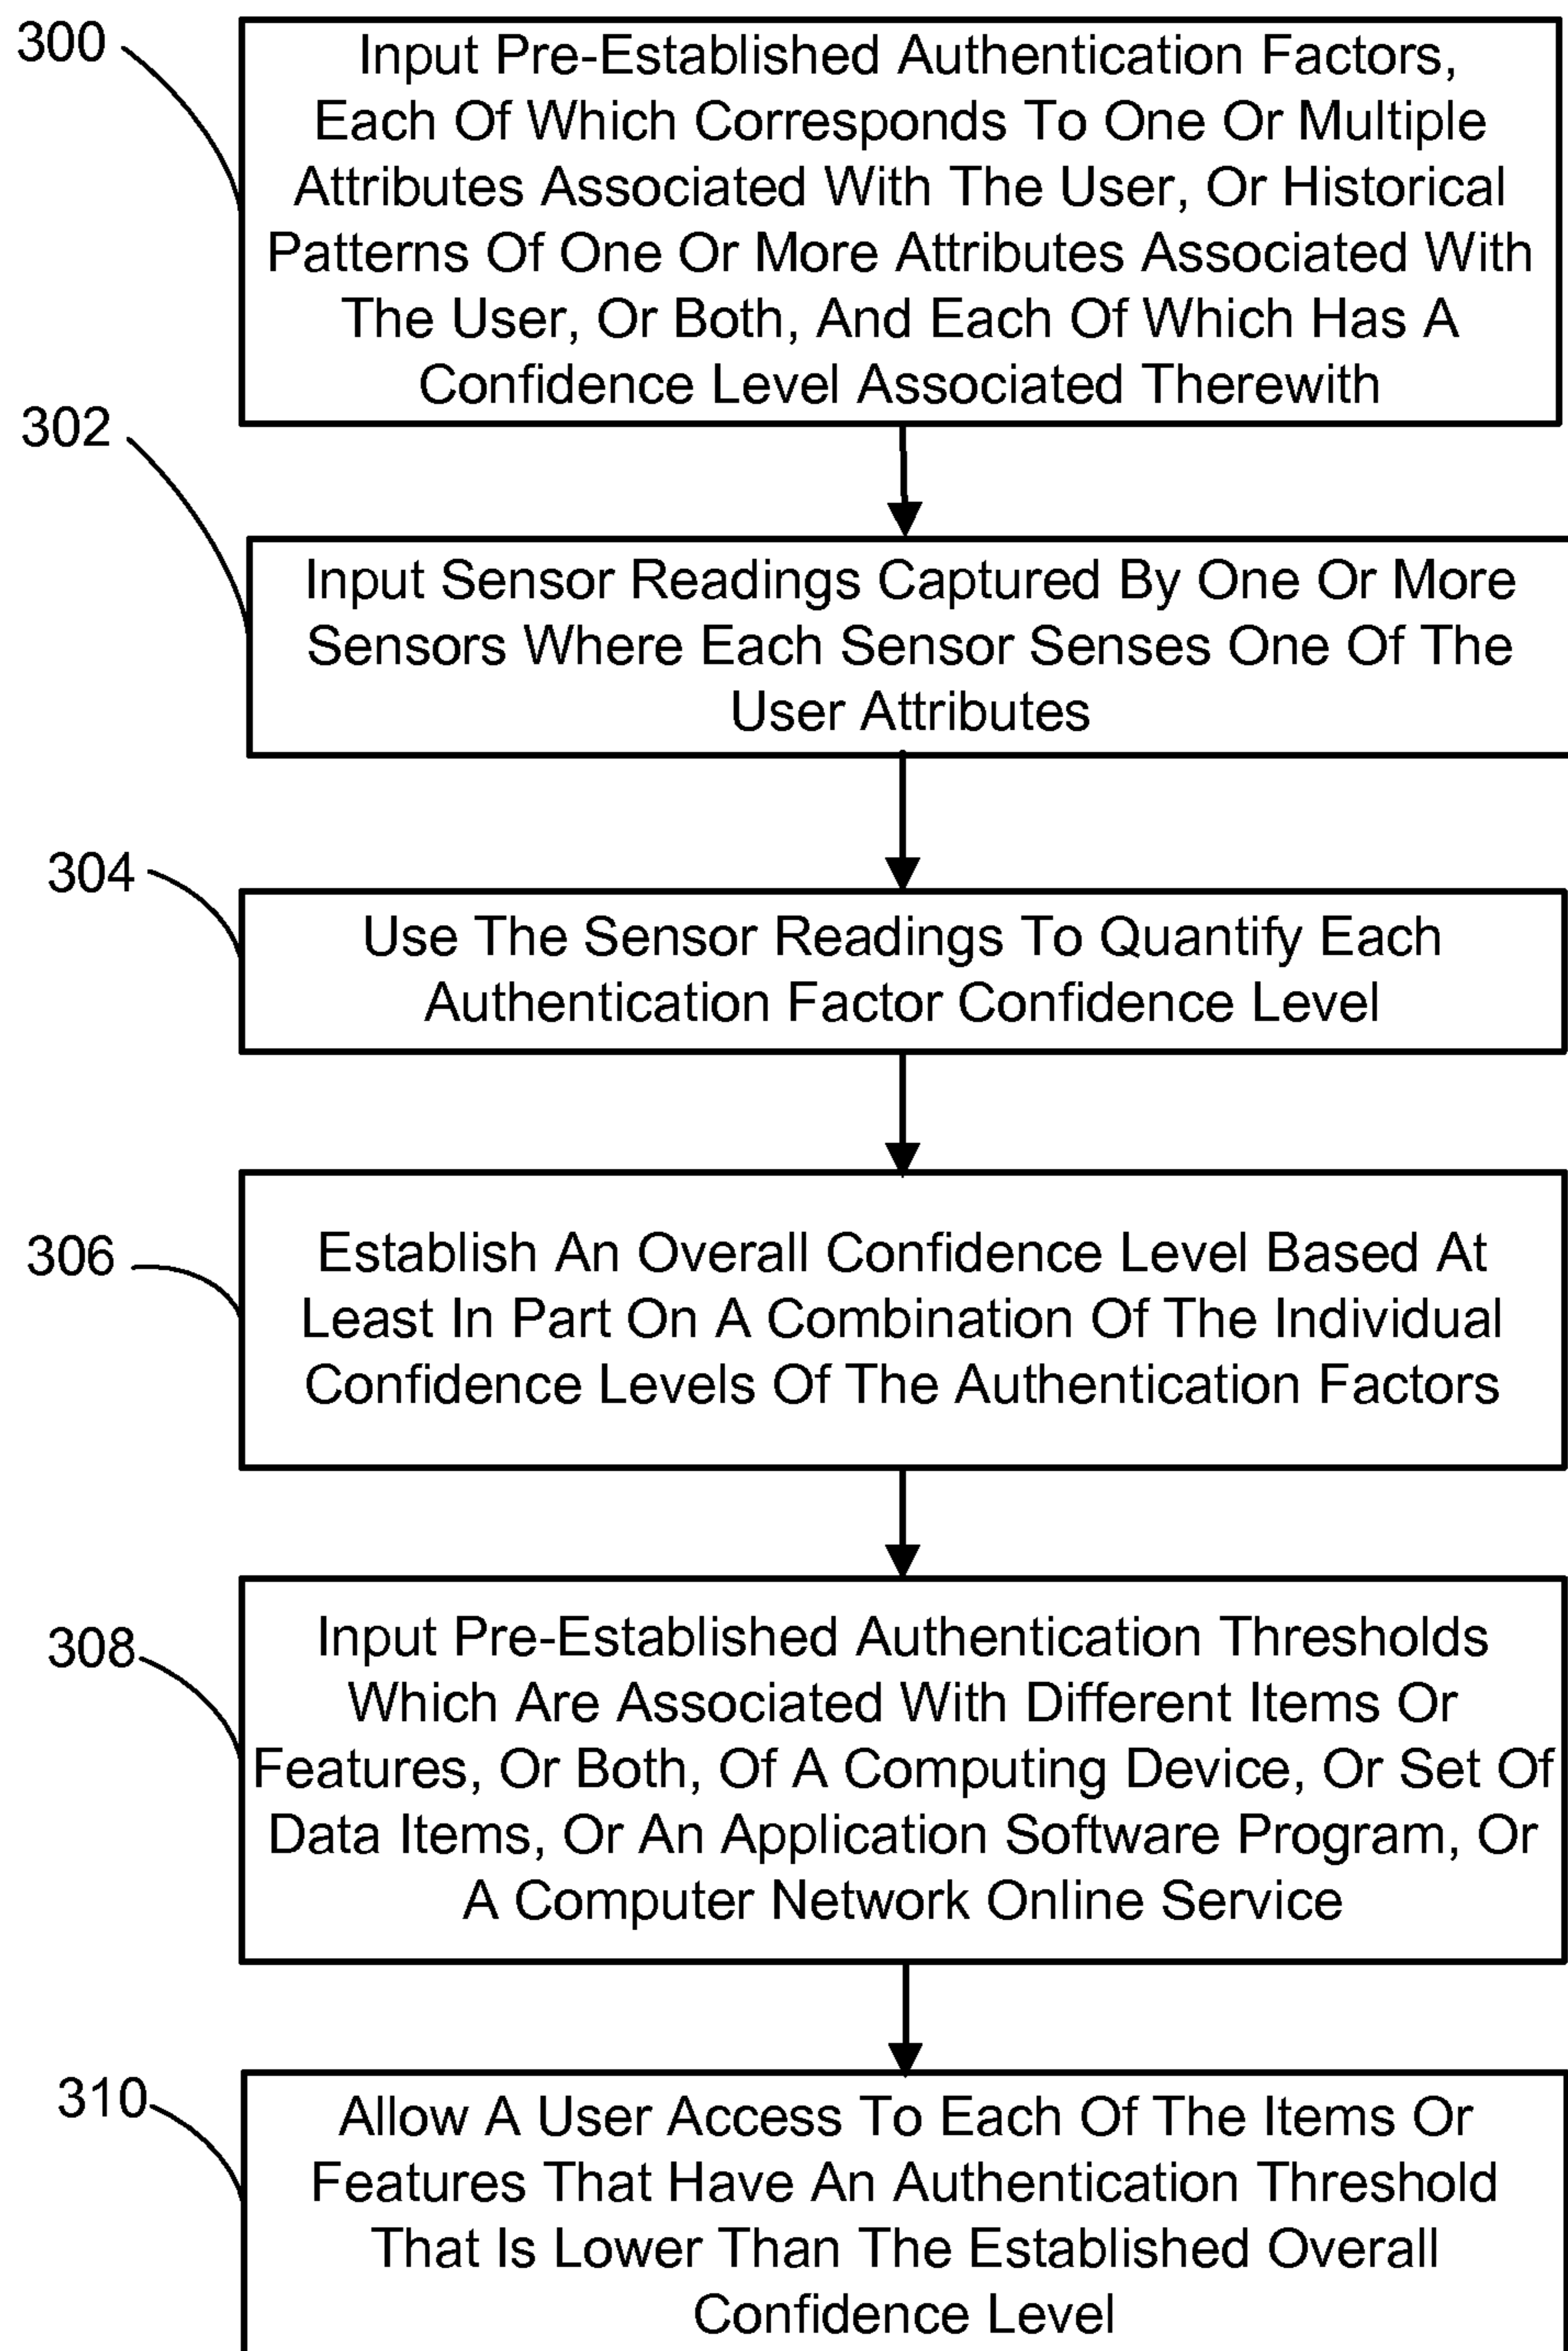 300
Input Pre-Established Authentication Factors,
Each Of Which Corresponds To One Or Multiple
Attributes Associated With The User, Or Historical
Patterns Of One Or More Attributes Associated With
The User, Or Both, And Each Of Which Has A
Confidence Level Associated Therewith
302
Input Sensor Readings Captured By One Or More
Sensors Where Each Sensor Senses One Of The
User Attributes
304
Use The Sensor Readings To Quantify Each
Authentication Factor Confidence Level
306
Establish An Overall Confidence Level Based At
Least In Part On A Combination Of The Individual
Confidence Levels Of The Authentication Factors
308
Input Pre-Established Authentication Thresholds
Which Are Associated With Different Items Or
Features, Or Both, Of A Computing Device, Or Set Of
Data Items, Or An Application Software Program, Or
A Computer Network Online Service
310
Allow A User Access To Each Of The Items Or
Features That Have An Authentication Threshold
That Is Lower Than The Established Overall
Confidence Level